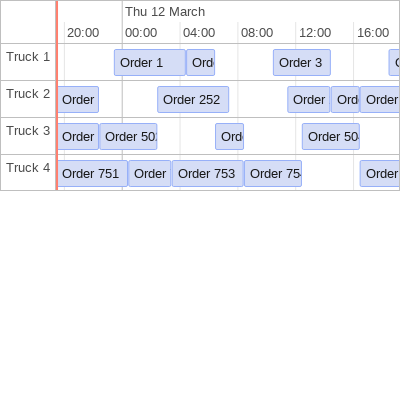 Thu 12 March
20:00 00:00 04:00 08:00 12:00 16:00
Truck 1 Order 1 Ord Order 3
Truck 2 Order Order 252 Order Ord Order
Truck 3 Order Order 50 Ord Order 50
Truck 4 Order 751 Order Order 753 Order 75 Order